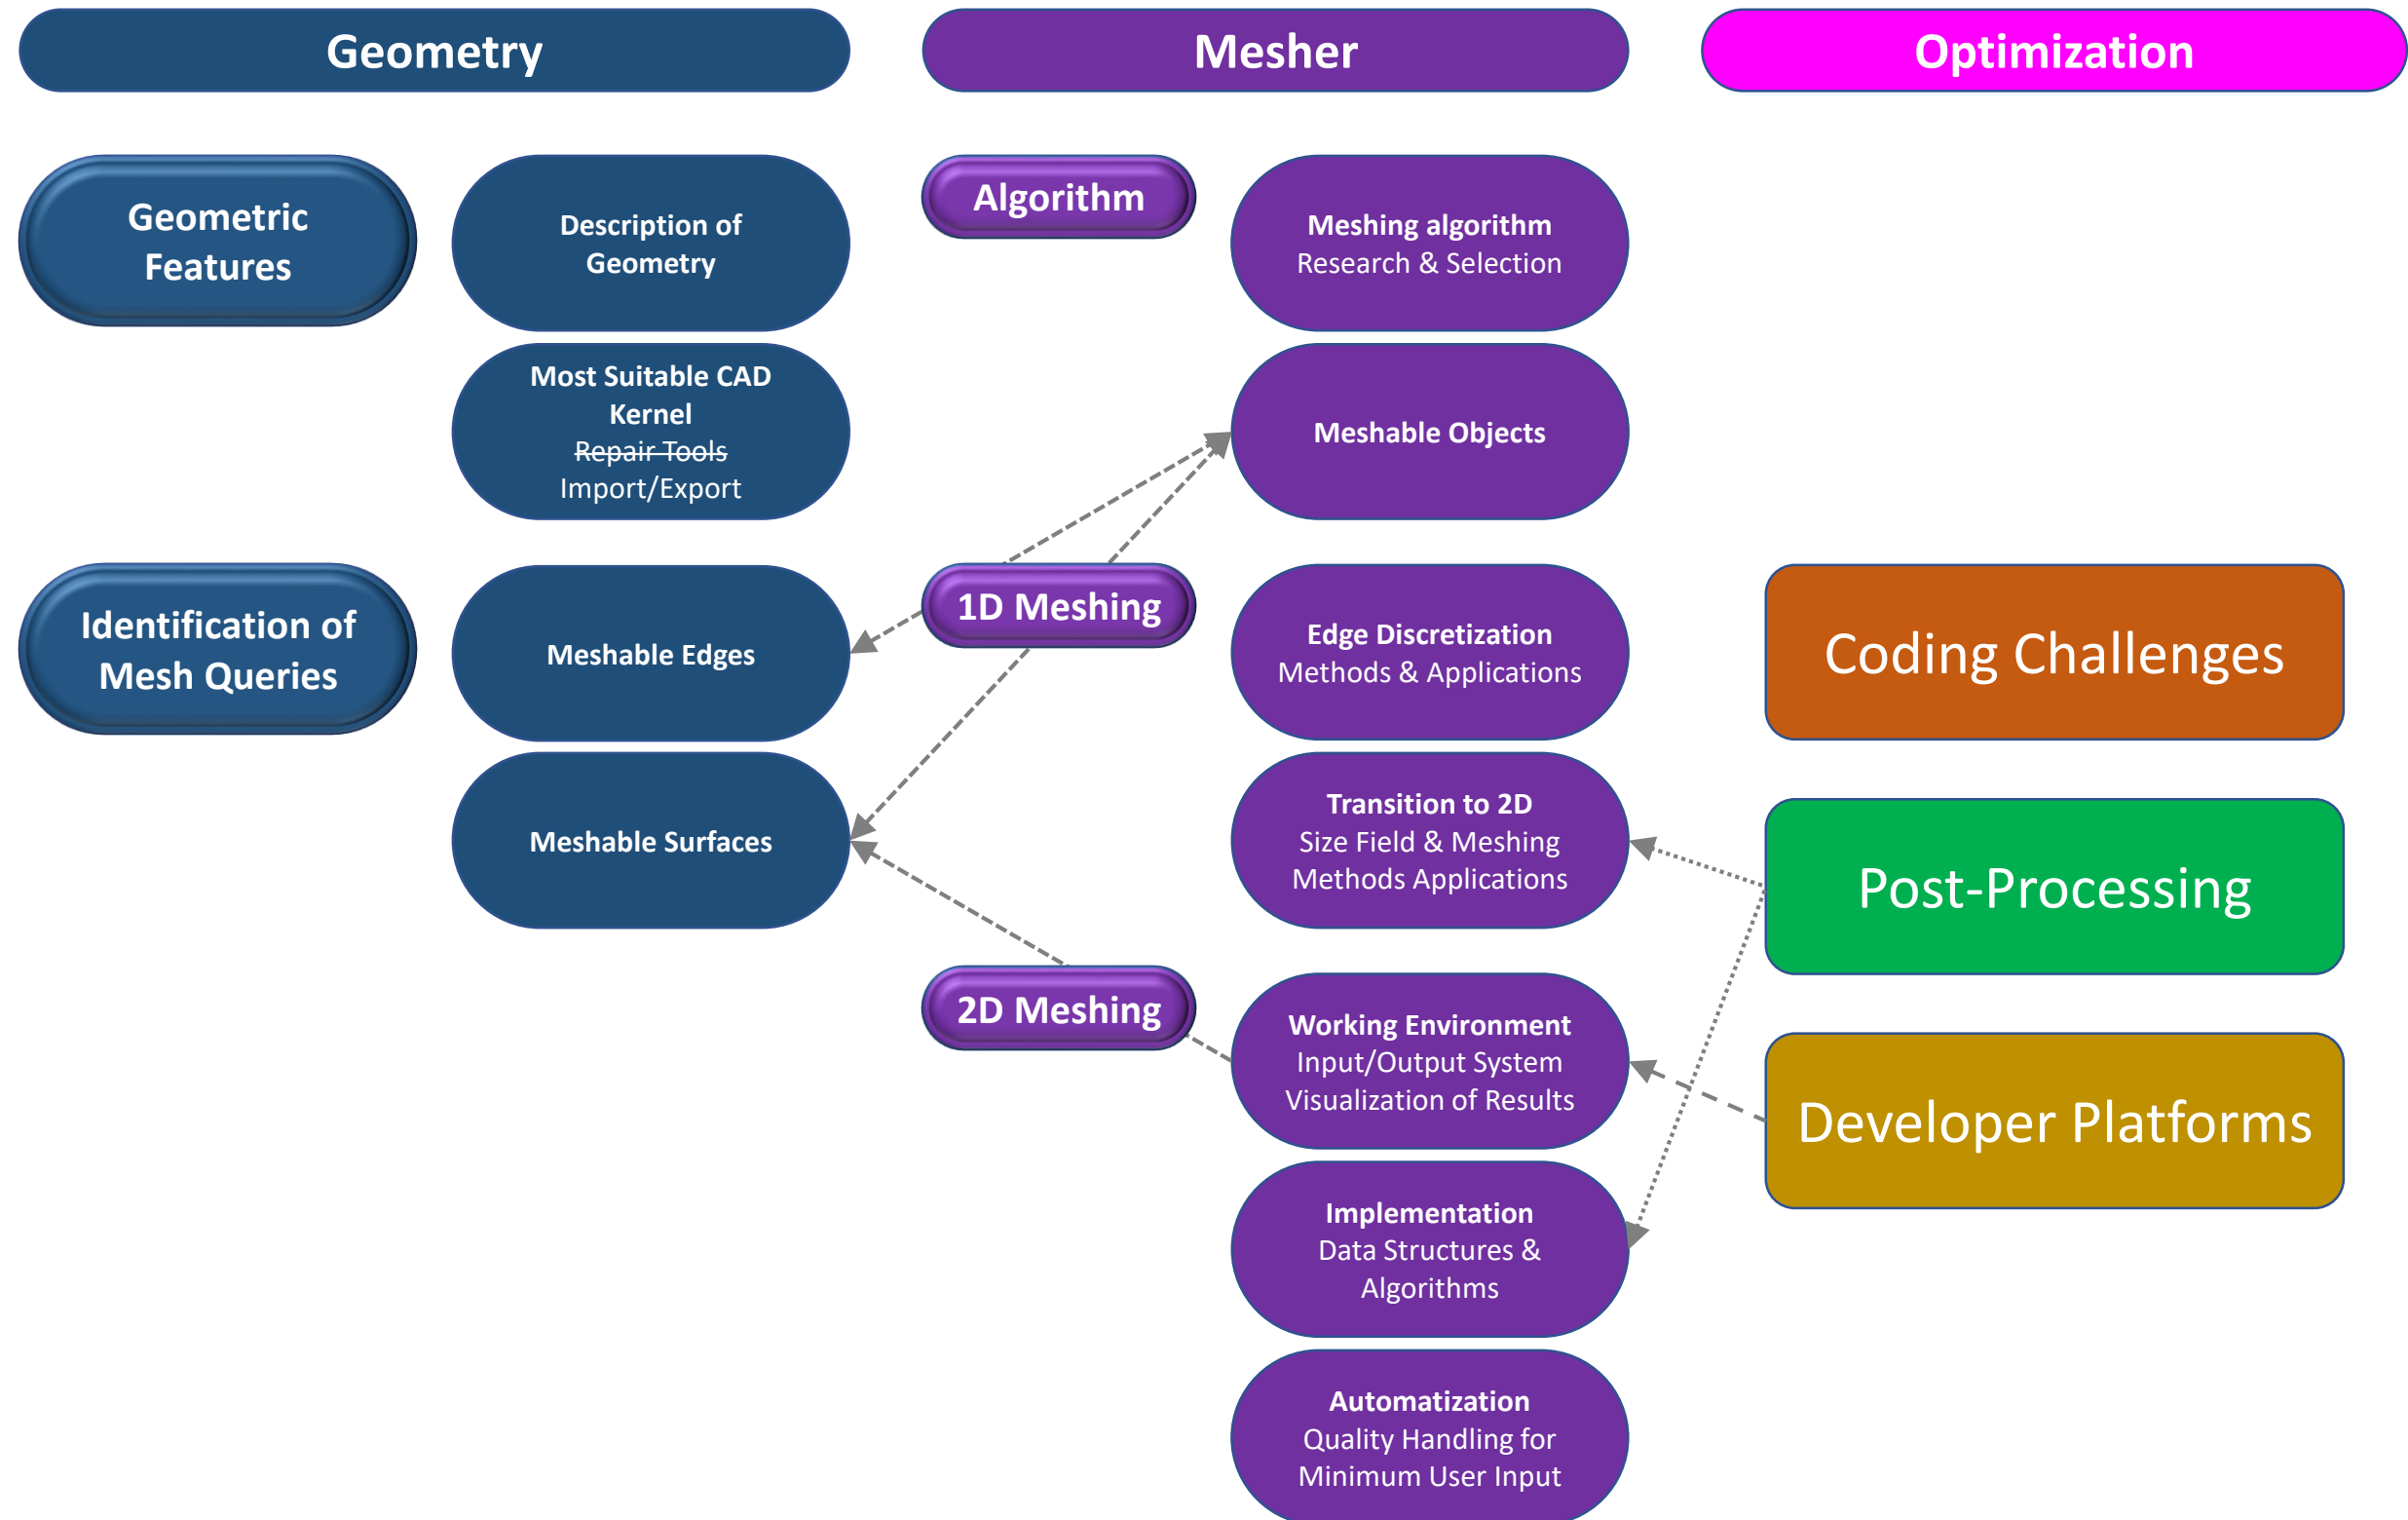 Geometry
Mesher
Optimization
Geometric
Features
Description of
Geometry
Algorithm
Meshing algorithm
Research & Selection
Most Suitable CAD
Kernel
Repair Tools
Import/Export
Meshable Objects
Identification of
Mesh Queries
Meshable Edges
1D Meshing
Edge Discretization
Methods & Applications
Coding Challenges
Meshable Surfaces
Transition to 2D
Size Field & Meshing
Methods Applications
Post-Processing
2D Meshing
Working Environment
Input/Output System
Visualization of Results
Developer Platforms
Implementation
Data Structures &
Algorithms
Automatization
Quality Handling for
Minimum User Input